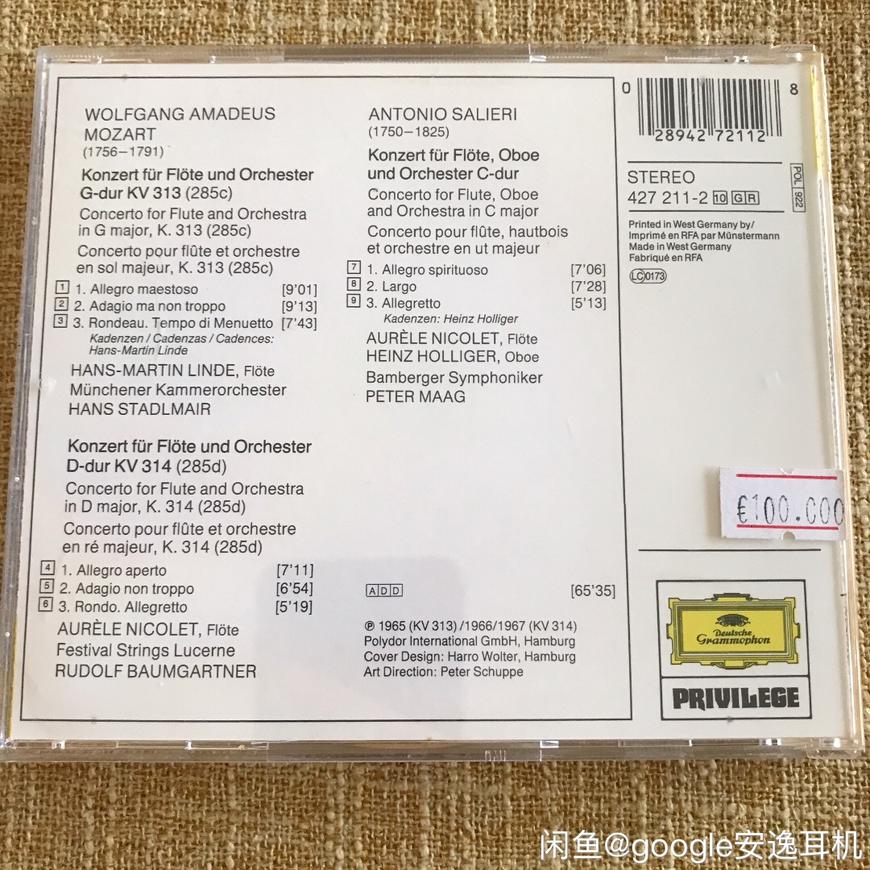 WOLFGANG AMADEUS
MOZART
(1756–1791)
Konzert für Flöte und Orchester
G-dur KV 313 (285c)
Concerto for Flute and Orchestra
in G major, K. 313 (285c)
Concerto pour flûte et orchestre
en sol majeur, K. 313 (285c)
1 1. Allegro maestoso [9'01]
2 2. Adagio ma non troppo [9'13]
3 3. Rondeau. Tempo di Menuetto [7'43]
Kadenzen / Cadenzas / Cadences:
Hans-Martin Linde
HANS-MARTIN LINDE, Flöte
Münchener Kammerorchester
HANS STADLMAIR
Konzert für Flöte und Orchester
D-dur KV 314 (285d)
Concerto for Flute and Orchestra
in D major, K. 314 (285d)
Concerto pour flûte et orchestre
en ré majeur, K. 314 (285d)
4 1. Allegro aperto [7'11]
5 2. Adagio non troppo [6'54]
6 3. Rondo. Allegretto [5'19]
AURÈLE NICOLET, Flöte
Festival Strings Lucerne
RUDOLF BAUMGARTNER
ANTONIO SALIERI
(1750–1825)
Konzert für Flöte, Oboe
und Orchester C-dur
Concerto for Flute, Oboe
and Orchestra in C major
Concerto pour flûte, hautbois
et orchestre en ut majeur
7 1. Allegro spirituoso [7'06]
8 2. Largo [7'28]
9 3. Allegretto [5'13]
Kadenzen: Heinz Holliger
AURÈLE NICOLET, Flöte
HEINZ HOLLIGER, Oboe
Bamberger Symphoniker
PETER MAAG
ADD [65'35]
℗ 1965 (KV 313) /1966/1967 (KV 314)
Polydor International GmbH, Hamburg
Cover Design: Harro Wolter, Hamburg
Art Direction: Peter Schuppe
0 28942 72112 8
STEREO
427 211-2 10 GR
POL 922
Printed in West Germany by/
Imprimé en RFA par Münstermann
Made in West Germany
Fabriqué en RFA
LC 0173
€100.000
Deutsche
Grammophon
PRIVILEGE
闲鱼@google安逸耳机